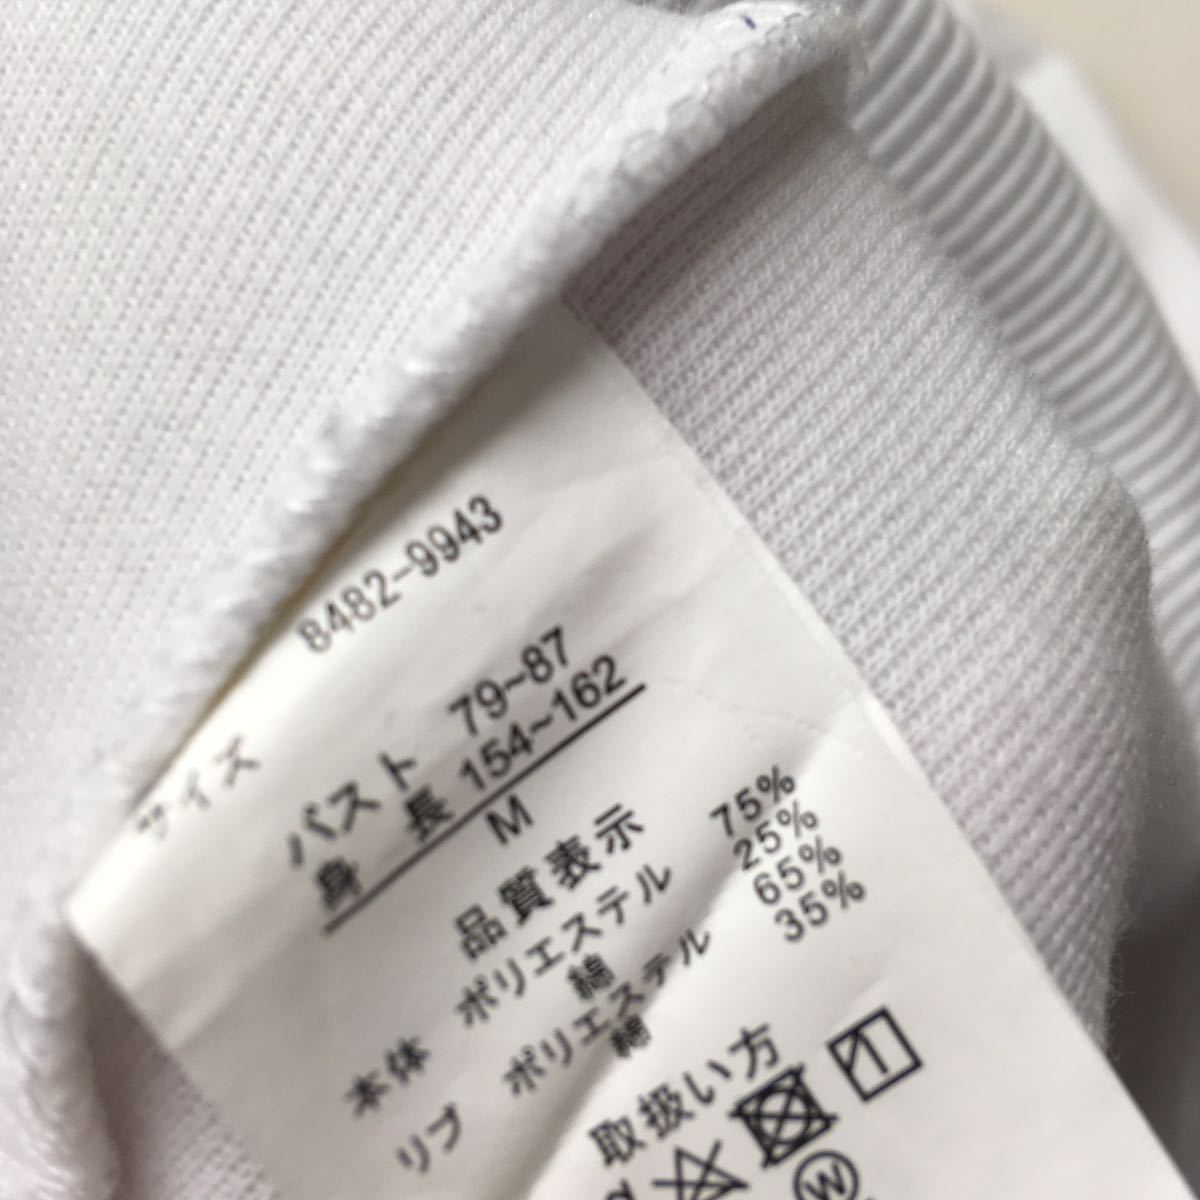 8482-9943
サイズ
バスト 79~87
身長 154~162
M
品質表示
本体 ポリエステル 75%
綿 25%
リブ ポリエステル 65%
綿 35%
取扱い方
W